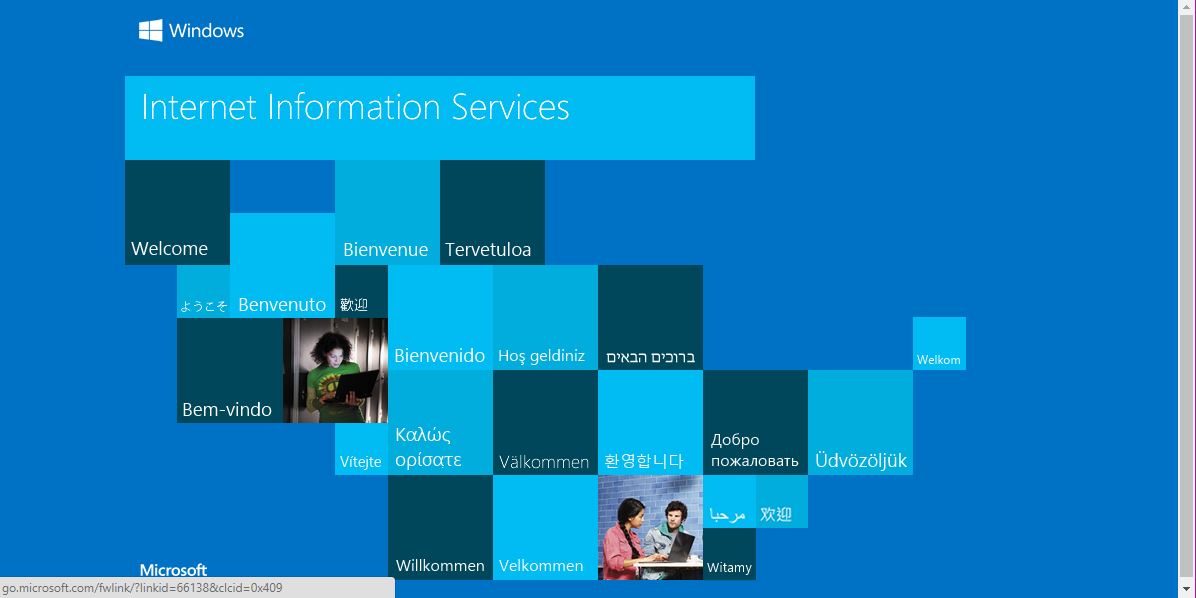 Windows
Internet Information Services
Welcome
Bienvenue
Tervetuloa
ようこそ
Benvenuto
歡迎
Bienvenido
Hoş geldiniz
ברוכים הבאים
Welkom
Bem-vindo
Vítejte
Καλώς
ορίσατε
Välkommen
환영합니다
Добро
пожаловать
Üdvözöljük
Willkommen
Velkommen
مرحبا
欢迎
Witamy
Microsoft
go.microsoft.com/fwlink/?linkid=66138&clcid=0x409